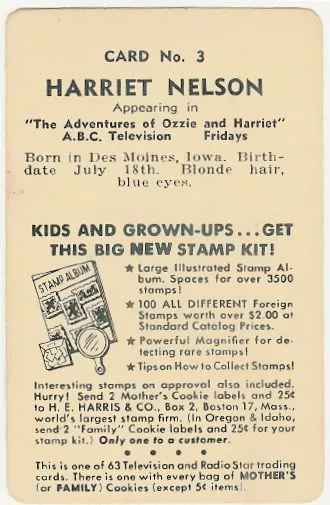 CARD No. 3
HARRIET NELSON
Appearing in
"The Adventures of Ozzie and Harriet"
A.B.C. Television Fridays
Born in Des Moines, Iowa. Birth-
date July 18th. Blonde hair,
blue eyes.
KIDS AND GROWN-UPS...GET
THIS BIG NEW STAMP KIT!
STAMP ALBUM
★ Large Illustrated Stamp Al-
bum. Spaces for over 3500
stamps!
★ 100 ALL DIFFERENT Foreign
Stamps worth over $2.00 at
Standard Catalog Prices.
★ Powerful Magnifier for de-
tecting rare stamps!
★ Tips on How to Collect Stamps!
Interesting stamps on approval also included.
Hurry! Send 2 Mother's Cookie labels and 25¢
to H. E. HARRIS & CO., Box 2, Boston 17, Mass.,
world's largest stamp firm. (In Oregon & Idaho,
send 2 "Family" Cookie labels and 25¢ for your
stamp kit.) Only one to a customer.
This is one of 63 Television and Radio Star trading
cards. There is one with every bag of MOTHER'S
(or FAMILY) Cookies (except 5¢ items).